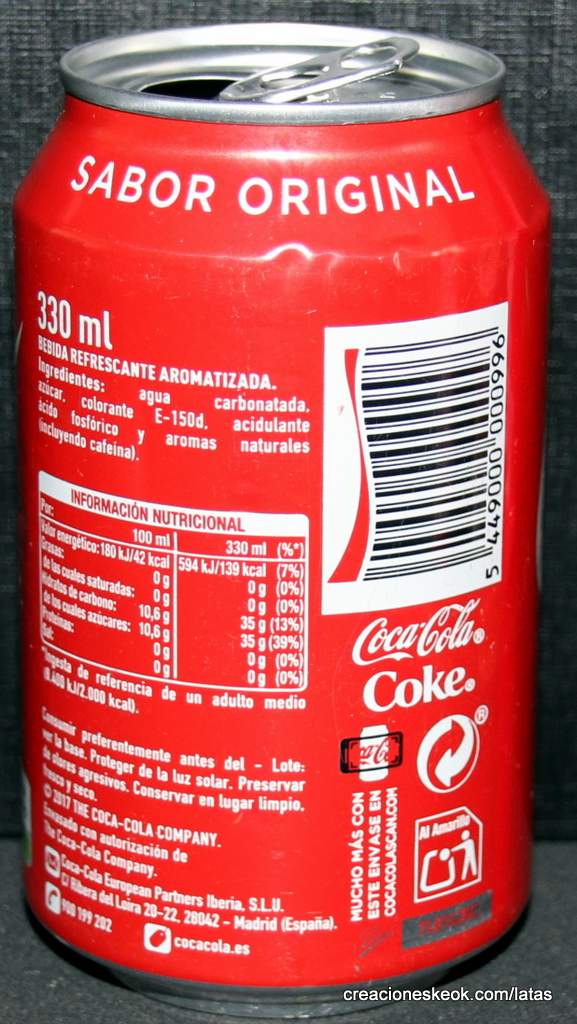 SABOR ORIGINAL
330 ml
BEBIDA REFRESCANTE AROMATIZADA.
Ingredientes: agua carbonatada,
azúcar, colorante E-150d, acidulante
ácido fosfórico y aromas naturales
(incluyendo cafeína).
INFORMACIÓN NUTRICIONAL
Por: 100 ml 330 ml (%*)
Valor energético: 180 kJ/42 kcal 594 kJ/139 kcal (7%)
Grasas: 0 g 0 g (0%)
de las cuales saturadas: 0 g 0 g (0%)
Hidratos de carbono: 10,6 g 35 g (13%)
de los cuales azúcares: 10,6 g 35 g (39%)
Proteínas: 0 g 0 g (0%)
Sal: 0 g 0 g (0%)
*Ingesta de referencia de un adulto medio
(8.400 kJ/2.000 kcal).
Consumir preferentemente antes del – Lote:
ver la base. Proteger de la luz solar. Preservar
de olores agresivos. Conservar en lugar limpio,
fresco y seco.
© 2017 THE COCA-COLA COMPANY.
Envasado con autorización de
The Coca-Cola Company.
Coca-Cola European Partners Iberia, S.L.U.
C/ Ribera del Loira 20-22, 28042 – Madrid (España).
900 199 202
cocacola.es
5 449000 000996
Coca-Cola®
Coke®
®
Coca-C
MUCHO MÁS CON
ESTE ENVASE EN
COCACOLASCAN.COM
Al Amarillo
creacioneskeok.com/latas